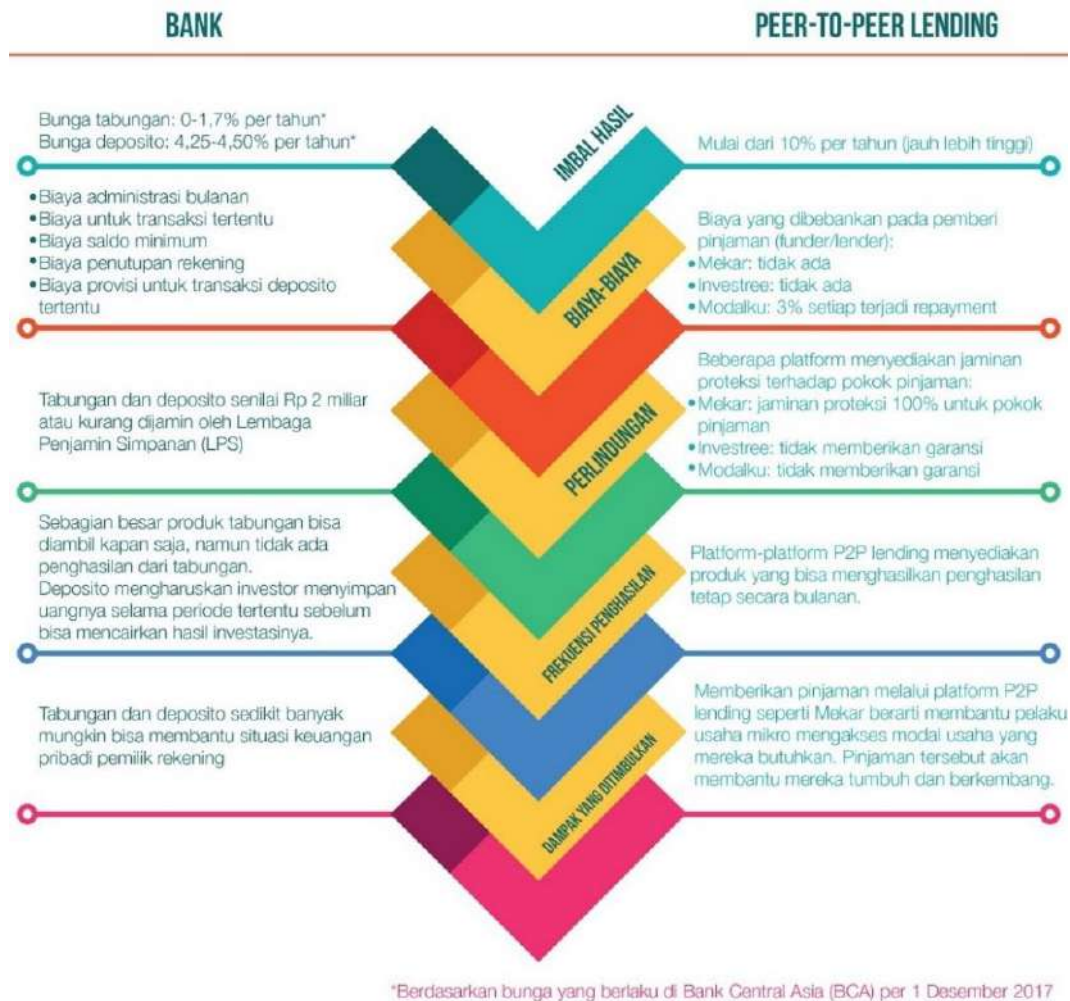 BANK
PEER-TO-PEER LENDING
Bunga tabungan: 0-1,7% per tahun*
Bunga deposito: 4,25-4,50% per tahun*
IMBAL HASIL
Mulai dari 10% per tahun (jauh lebih tinggi)
•Biaya administrasi bulanan
•Biaya untuk transaksi tertentu
•Biaya saldo minimum
•Biaya penutupan rekening
•Biaya provisi untuk transaksi deposito
tertentu
BIAYA-BIAYA
Biaya yang dibebankan pada pemberi
pinjaman (funder/lender):
•Mekar: tidak ada
•Investree: tidak ada
•Modalku: 3% setiap terjadi repayment
Tabungan dan deposito senilai Rp 2 miliar
atau kurang dijamin oleh Lembaga
Penjamin Simpanan (LPS)
PERLINDUNGAN
Beberapa platform menyediakan jaminan
proteksi terhadap pokok pinjaman:
•Mekar: jaminan proteksi 100% untuk pokok
pinjaman
•Investree: tidak memberikan garansi
•Modalku: tidak memberikan garansi
Sebagian besar produk tabungan bisa
diambil kapan saja, namun tidak ada
penghasilan dari tabungan.
Deposito mengharuskan investor menyimpan
uangnya selama periode tertentu sebelum
bisa mencairkan hasil investasinya.
FREKUENSI PENGHASILAN
Platform-platform P2P lending menyediakan
produk yang bisa menghasilkan penghasilan
tetap secara bulanan.
Tabungan dan deposito sedikit banyak
mungkin bisa membantu situasi keuangan
pribadi pemilik rekening
DAMPAK YANG DITIMBULKAN
Memberikan pinjaman melalui platform P2P
lending seperti Mekar berarti membantu pelaku
usaha mikro mengakses modal usaha yang
mereka butuhkan. Pinjaman tersebut akan
membantu mereka tumbuh dan berkembang.
*Berdasarkan bunga yang berlaku di Bank Central Asia (BCA) per 1 Desember 2017